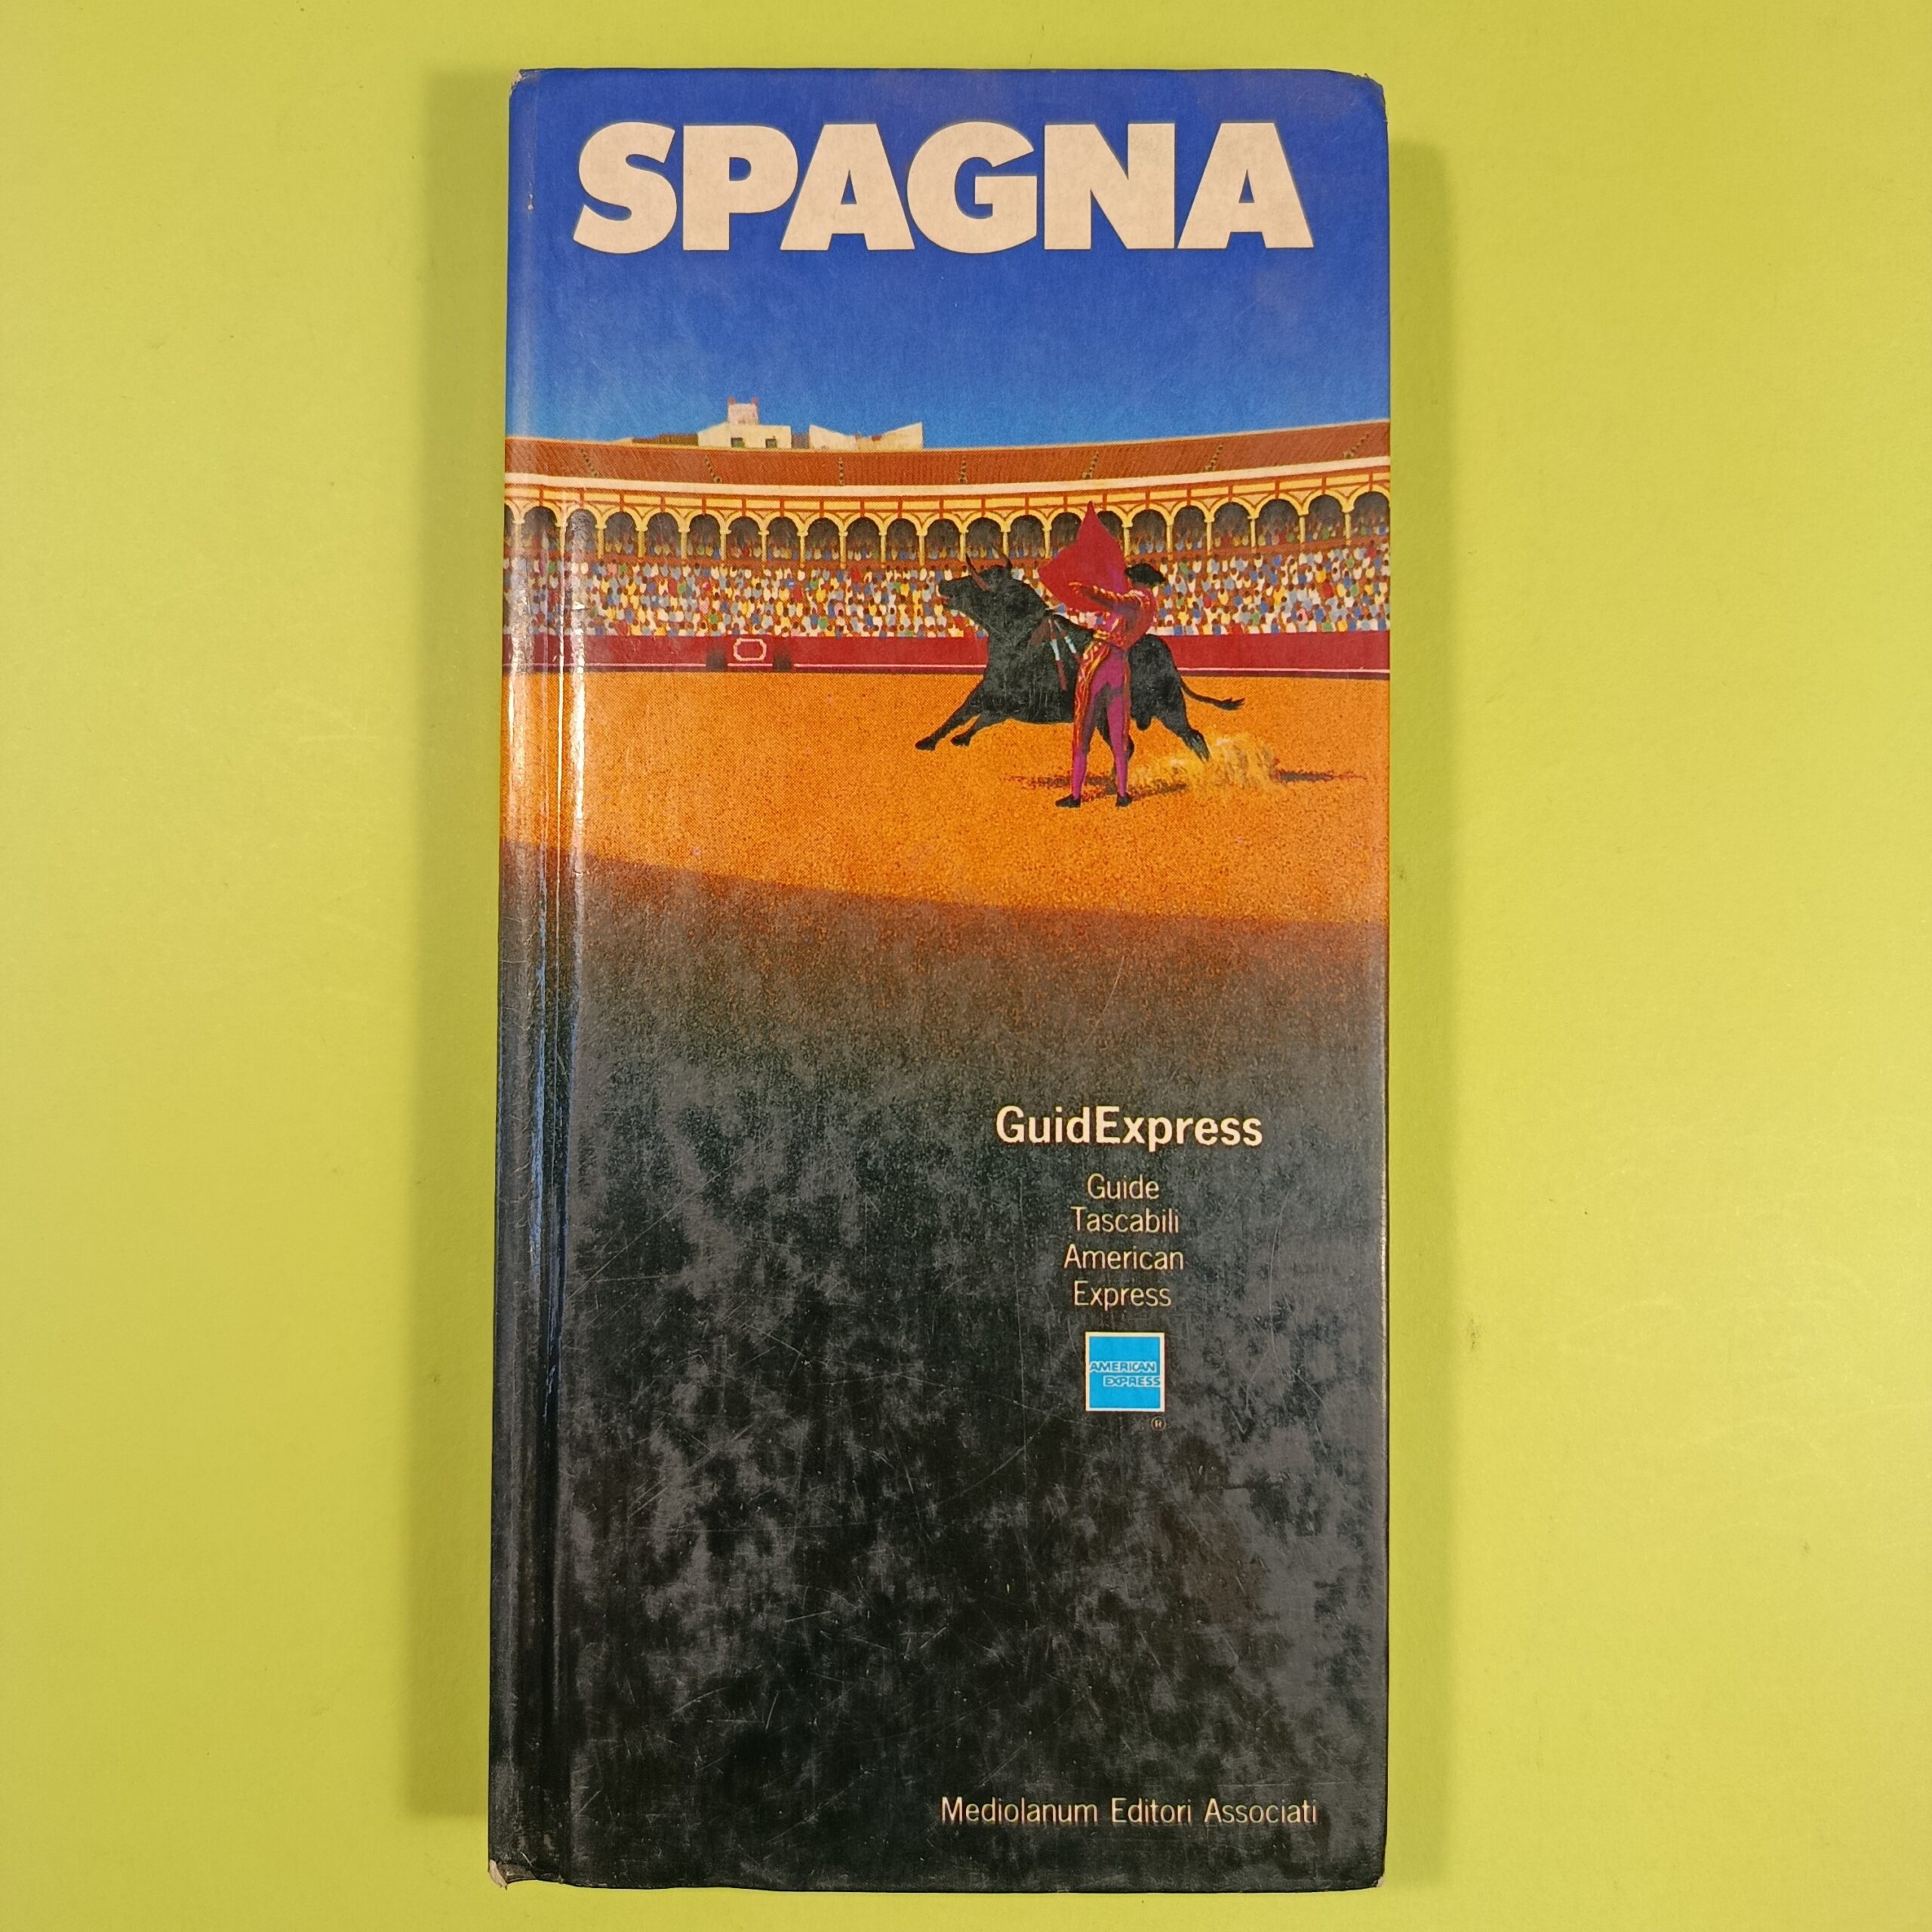 SPAGNA
GuidExpress
Guide
Tascabili
American
Express
AMERICAN
EXPRESS
®
Mediolanum Editori Associati